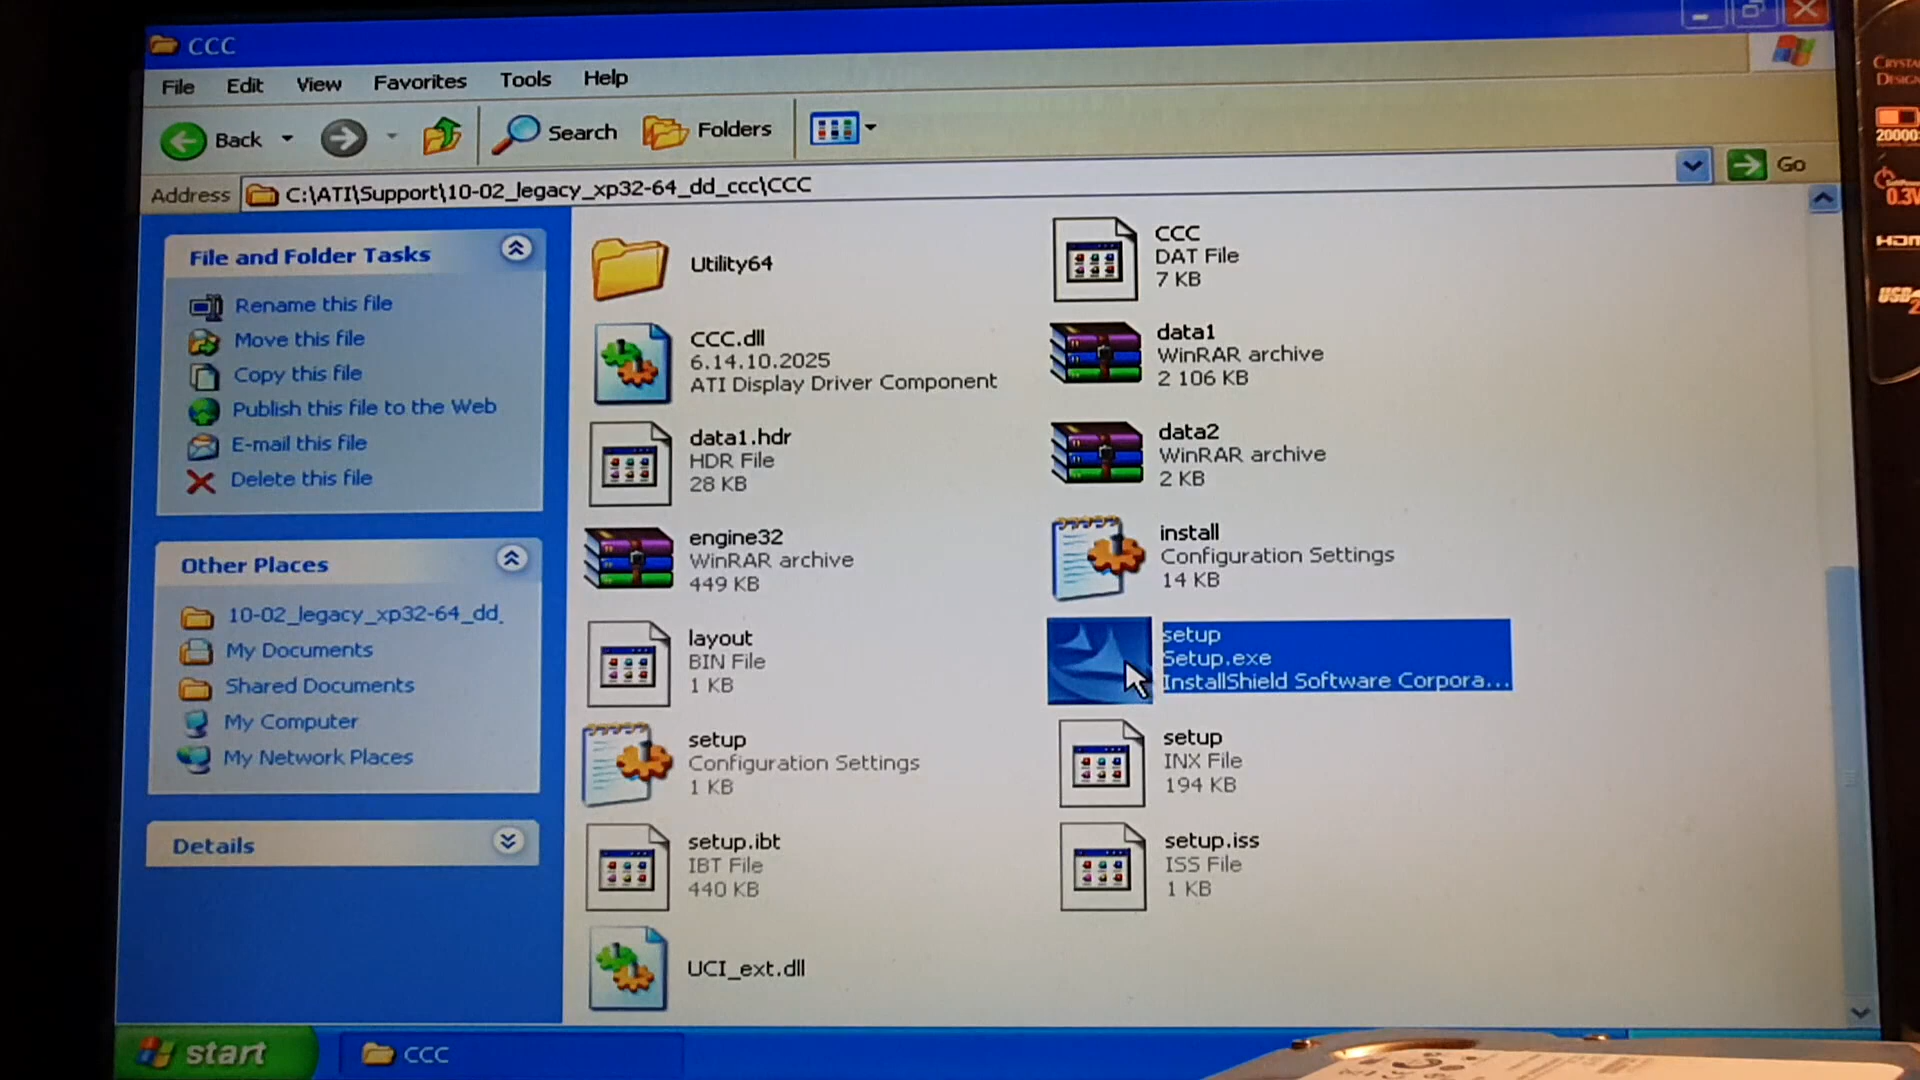 CCC
File Edit View Favorites Tools Help
Back Search Folders
Address C:\ATI\Support\10-02_legacy_xp32-64_dd_ccc\CCC Go
File and Folder Tasks
Rename this file
Move this file
Copy this file
Publish this file to the Web
E-mail this file
Delete this file
Other Places
10-02_legacy_xp32-64_dd_
My Documents
Shared Documents
My Computer
My Network Places
Details
Utility64
CCC
DAT File
7 KB
CCC.dll
6.14.10.2025
ATI Display Driver Component
data1
WinRAR archive
2 106 KB
data1.hdr
HDR File
28 KB
data2
WinRAR archive
2 KB
engine32
WinRAR archive
449 KB
install
Configuration Settings
14 KB
layout
BIN File
1 KB
setup
Setup.exe
InstallShield Software Corpora...
setup
Configuration Settings
1 KB
setup
INX File
194 KB
setup.ibt
IBT File
440 KB
setup.iss
ISS File
1 KB
UCI_ext.dll
start CCC
20000
0.3V
USB